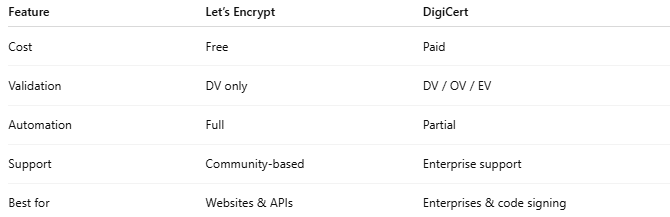 Feature Let's Encrypt DigiCert
Cost Free Paid
Validation DV only DV / OV / EV
Automation Full Partial
Support Community-based Enterprise support
Best for Websites & APIs Enterprises & code signing